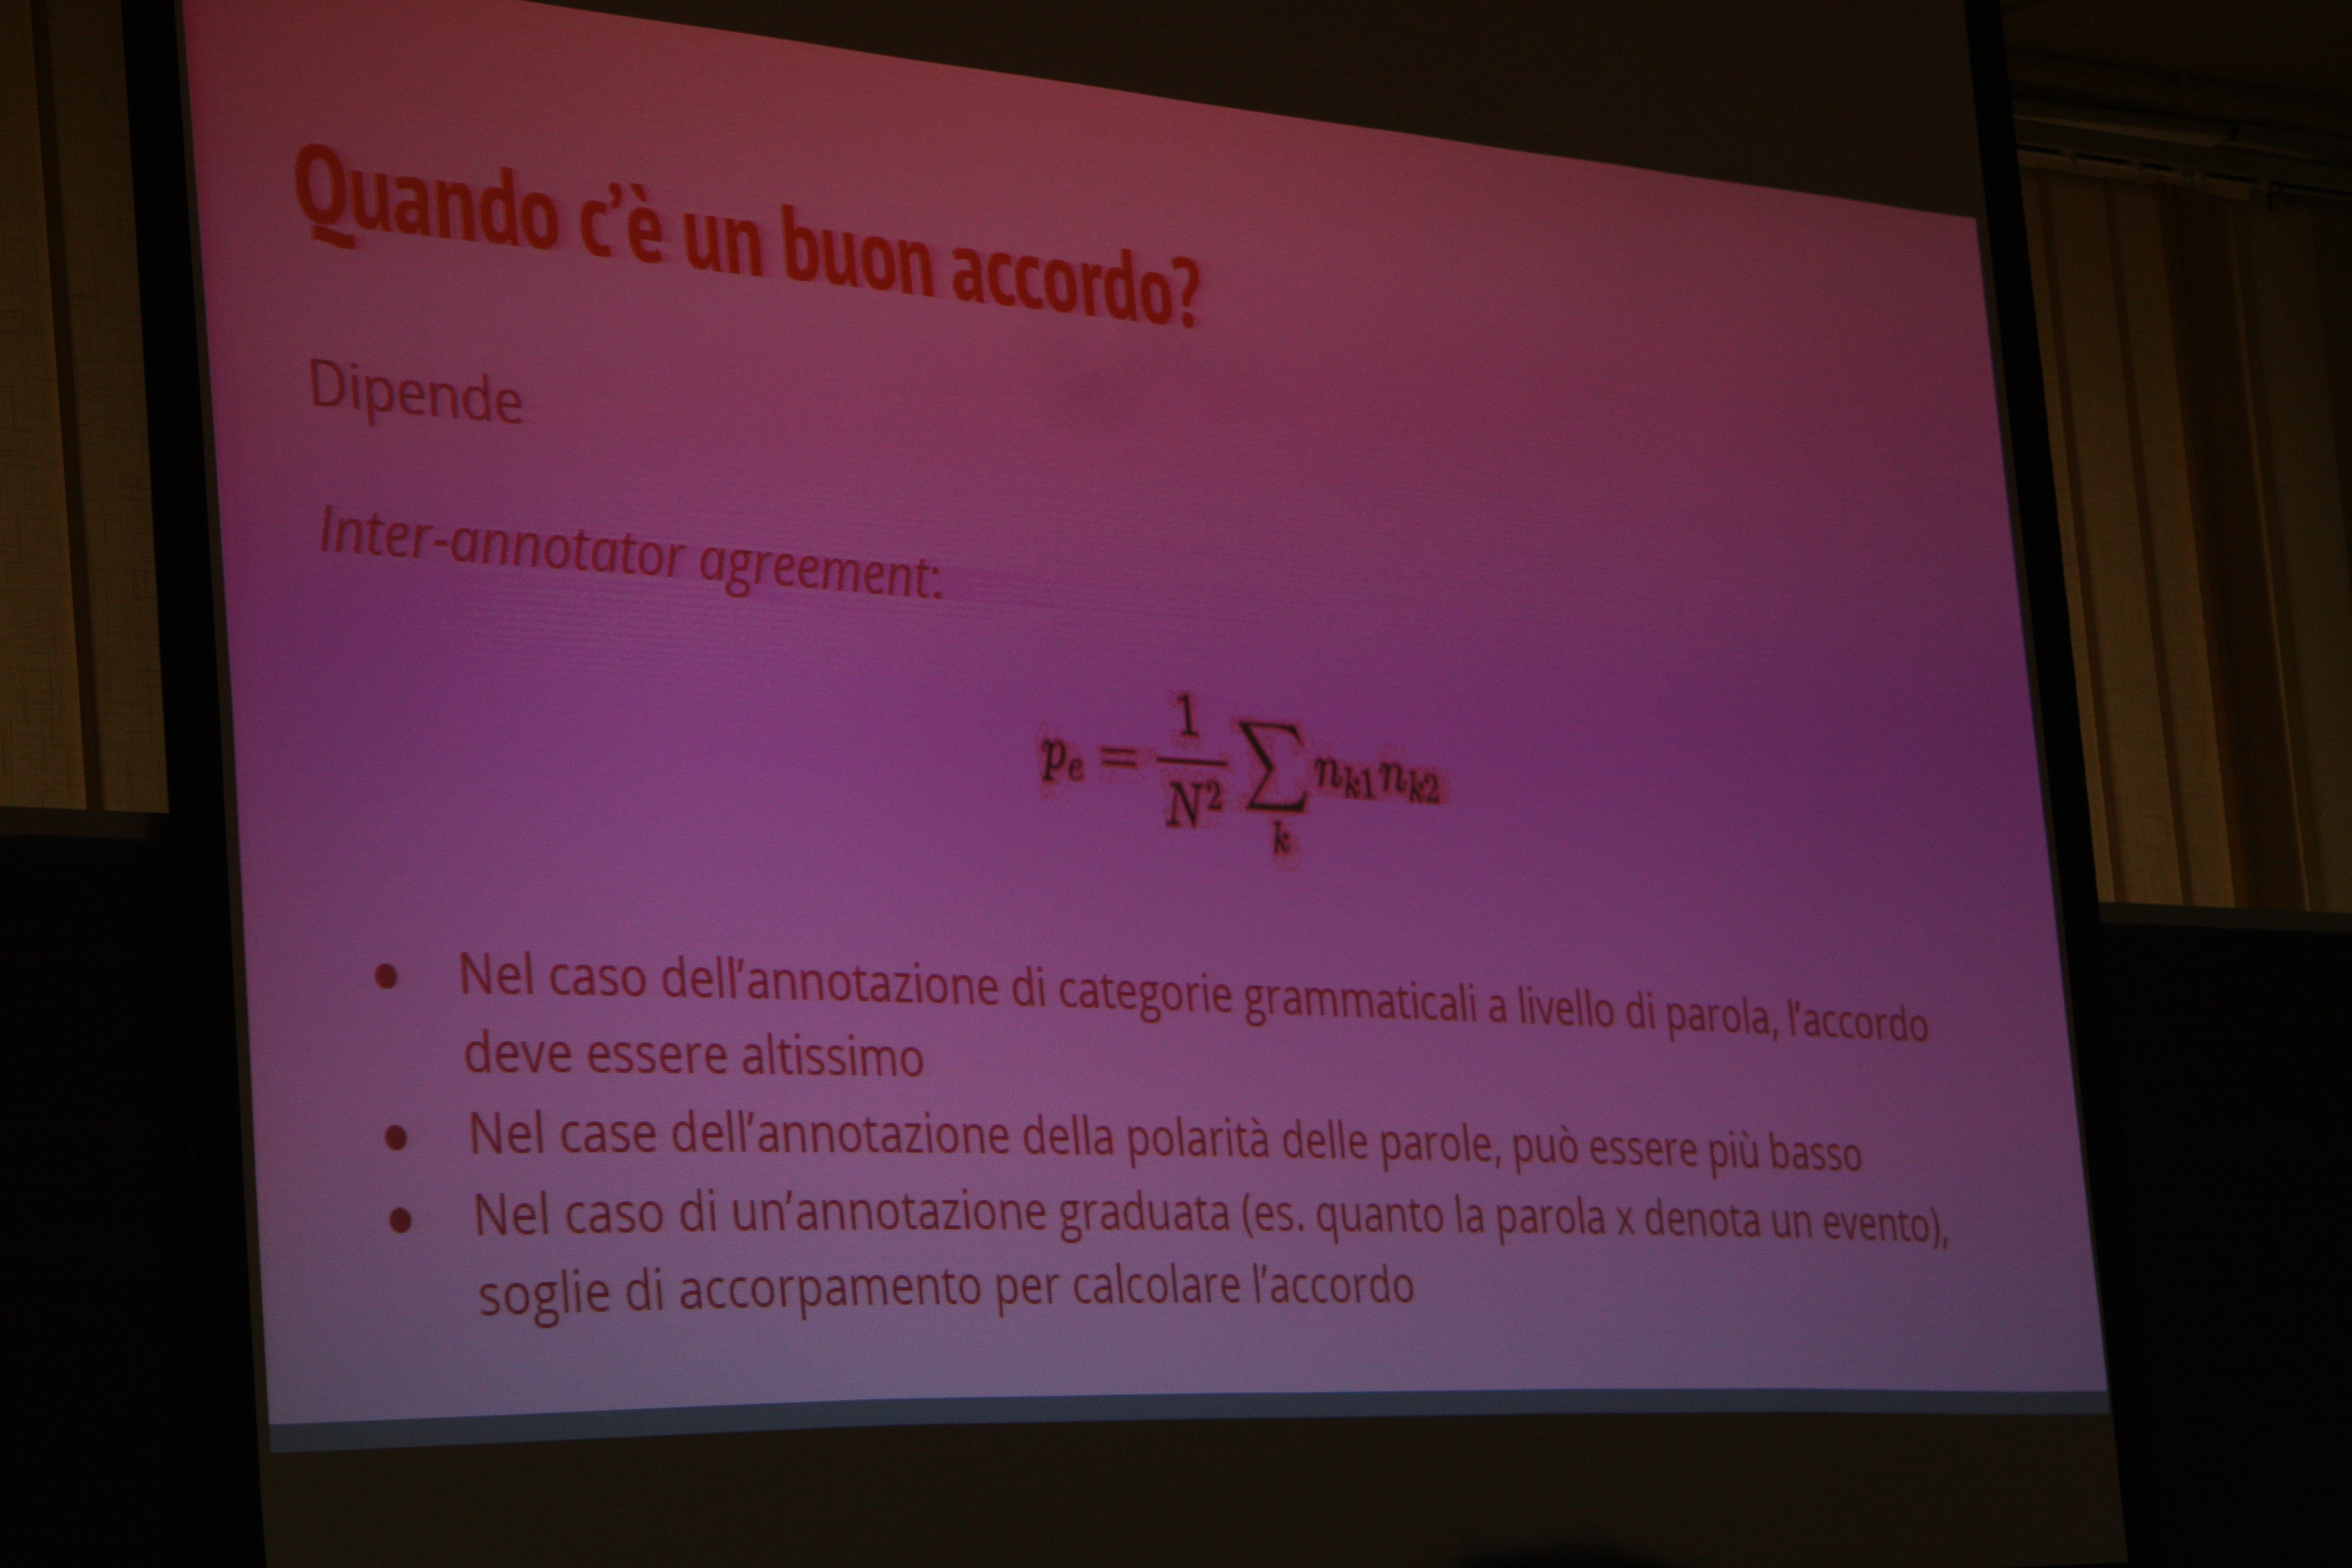 Quando c'è un buon accordo?
Dipende
Inter-annotator agreement:
p_e = \frac{1}{N^2} \sum_k n_{k1} n_{k2}
● Nel caso dell'annotazione di categorie grammaticali a livello di parola, l'accordo
deve essere altissimo
● Nel case dell'annotazione della polarità delle parole, può essere più basso
● Nel caso di un'annotazione graduata (es. quanto la parola x denota un evento),
soglie di accorpamento per calcolare l'accordo